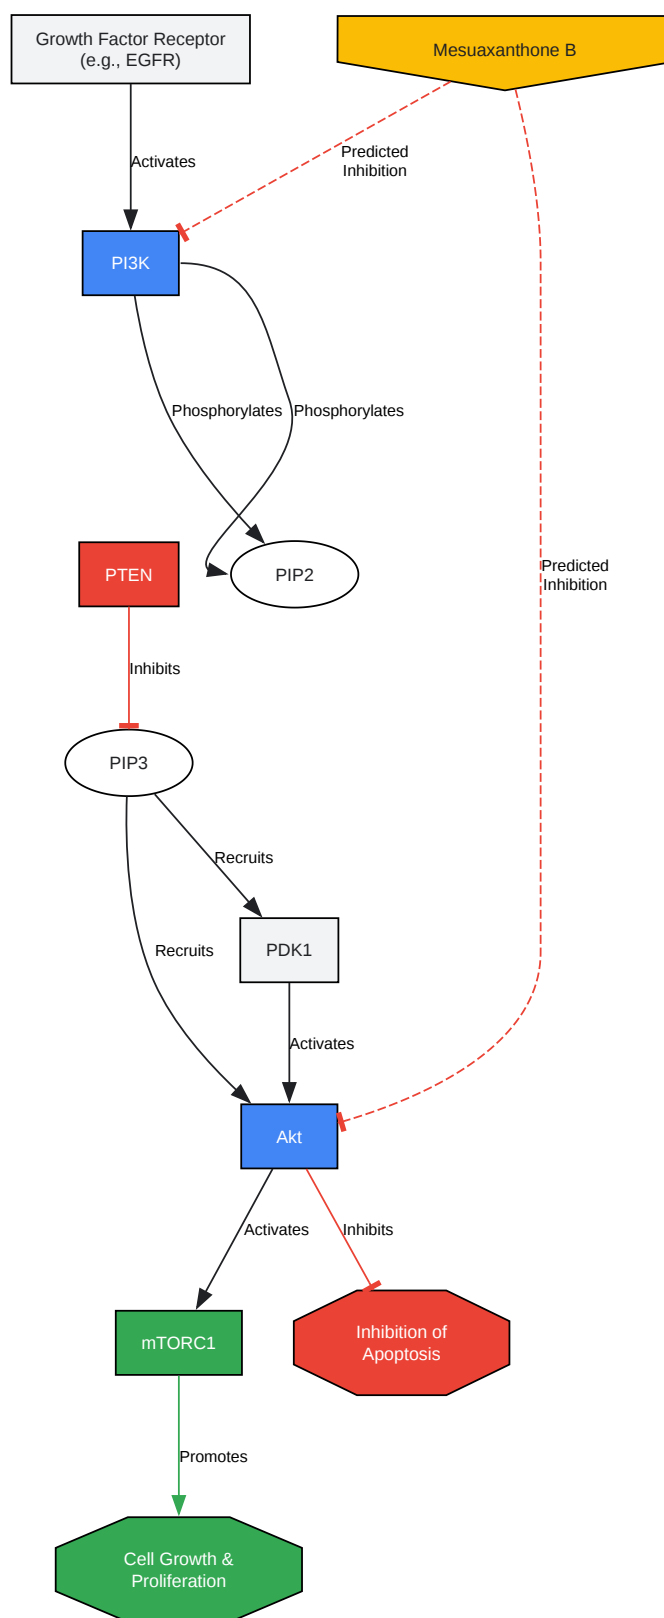 Growth Factor Receptor
(e.g., EGFR)
Mesuaxanthone B
Activates
Predicted
Inhibition
PI3K
Phosphorylates
Phosphorylates
PTEN
PIP2
Predicted
Inhibition
Inhibits
PIP3
Recruits
Recruits
PDK1
Activates
Akt
Activates
Inhibits
mTORC1
Inhibition of
Apoptosis
Promotes
Cell Growth &
Proliferation